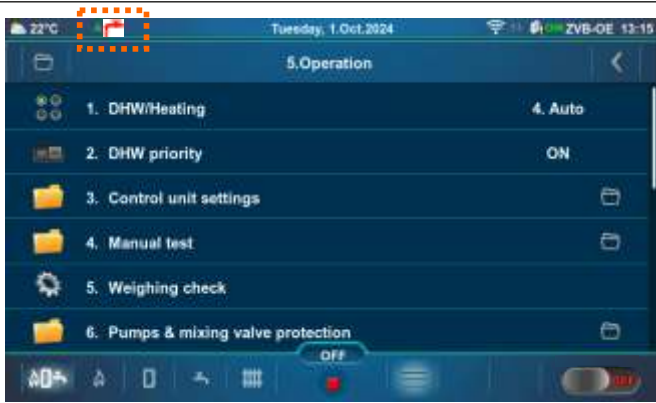 22°C Tuesday, 1.Oct.2024 ZVB-OE 13:15
5.Operation
1. DHW/Heating 4. Auto
2. DHW priority ON
3. Control unit settings
4. Manual test
5. Weighing check
6. Pumps & mixing valve protection
OFF
OFF